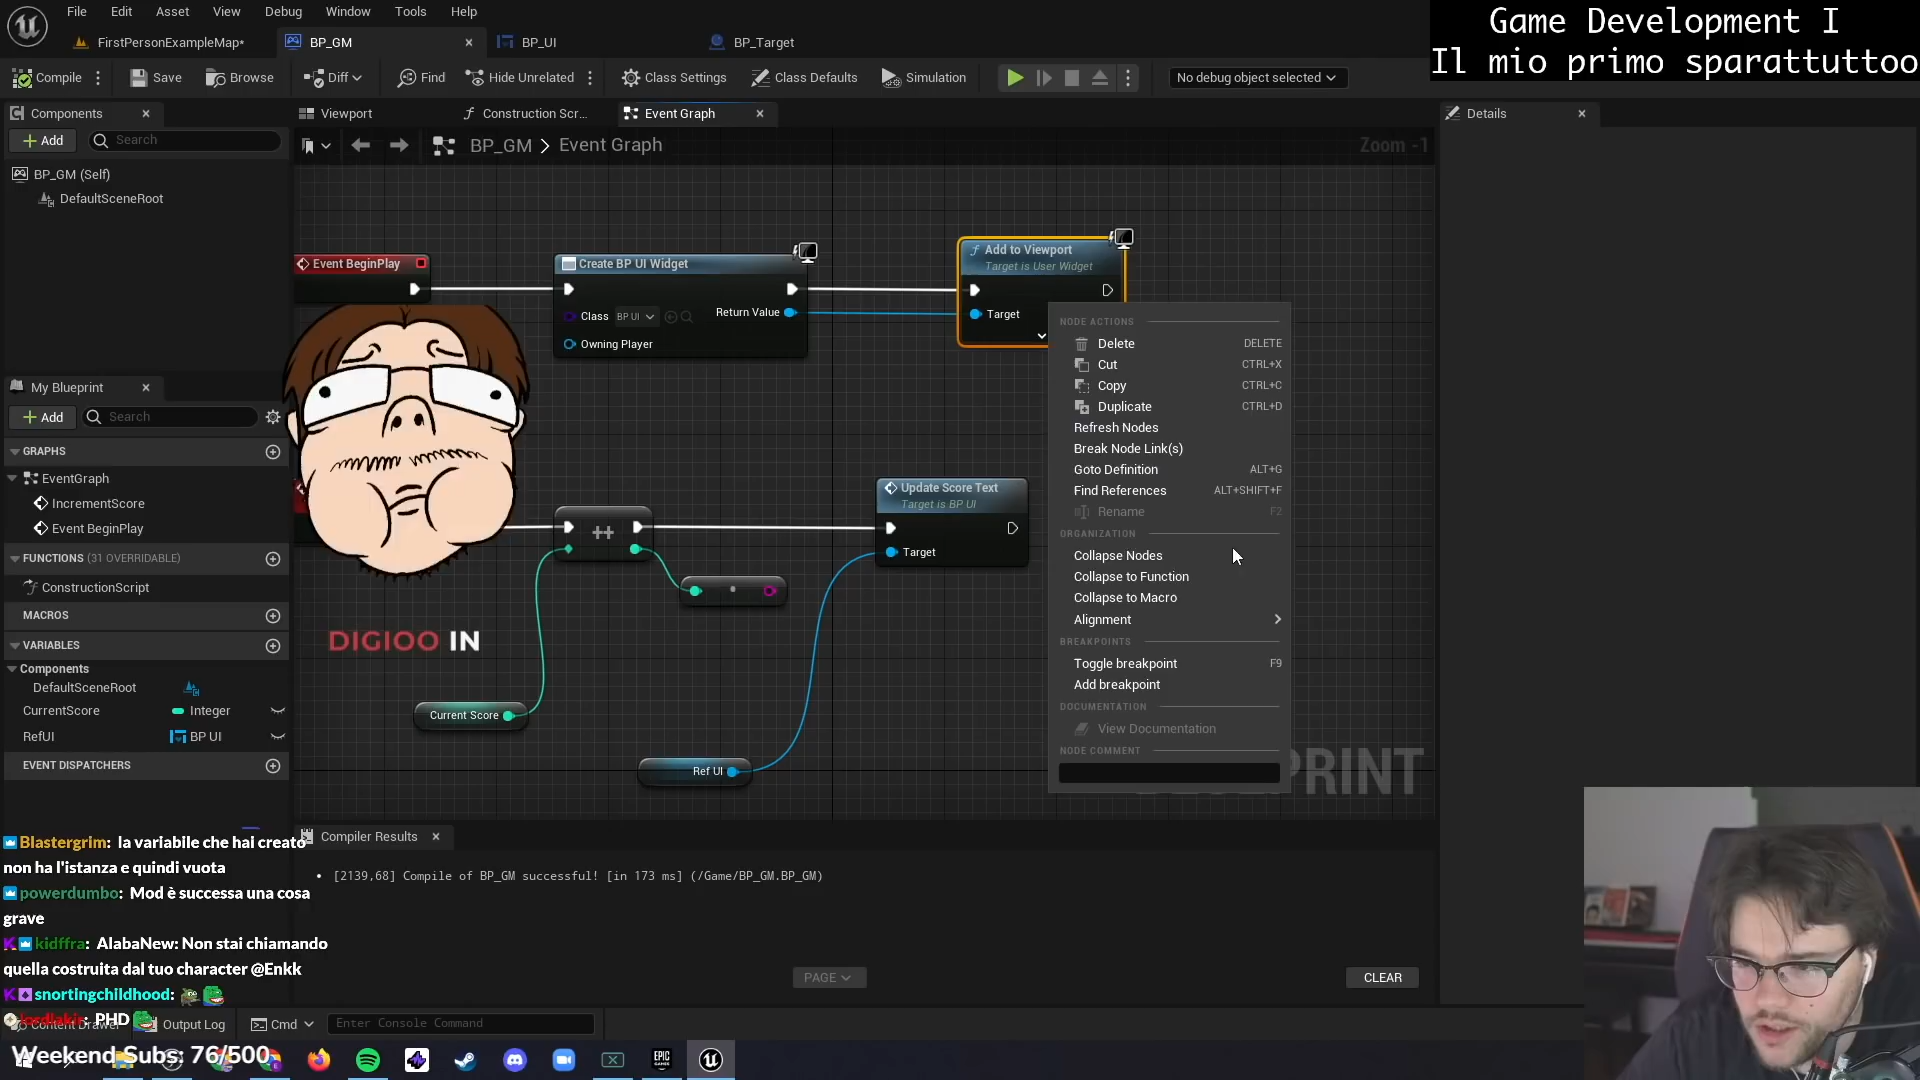 File Edit Asset View Debug Window Tools Help
Game Development I
Il mio primo sparattuttoo
FirstPersonExampleMap* BP_GM BP_UI BP_Target
Compile Save Browse Diff Find Hide Unrelated Class Settings Class Defaults Simulation No debug object selected
Components
Add Search
BP_GM (Self)
DefaultSceneRoot
Viewport Construction Scr... Event Graph
Details
BP_GM > Event Graph
Zoom -1
Event BeginPlay
Create BP UI Widget
Class BP UI
Return Value
Owning Player
Add to Viewport
Target is User Widget
Target
My Blueprint
Add Search
GRAPHS
EventGraph
IncrementScore
Event BeginPlay
FUNCTIONS (31 OVERRIDABLE)
ConstructionScript
MACROS
VARIABLES
Components
DefaultSceneRoot
CurrentScore Integer
RefUI BP UI
EVENT DISPATCHERS
++
Update Score Text
Target is BP UI
Target
DIGIOO IN
Current Score
Ref UI
NODE ACTIONS
Delete DELETE
Cut CTRL+X
Copy CTRL+C
Duplicate CTRL+D
Refresh Nodes
Break Node Link(s)
Goto Definition ALT+G
Find References ALT+SHIFT+F
Rename F2
ORGANIZATION
Collapse Nodes
Collapse to Function
Collapse to Macro
Alignment
BREAKPOINTS
Toggle breakpoint F9
Add breakpoint
DOCUMENTATION
View Documentation
NODE COMMENT
PRINT
Compiler Results
[2139,68] Compile of BP_GM successful! [in 173 ms] (/Game/BP_GM.BP_GM)
PAGE
CLEAR
Blastergrim: la variabile che hai creato
non ha l'istanza e quindi vuota
powerdumbo: Mod è successa una cosa
grave
kidffra: AlabaNew: Non stai chiamando
quella costruita dal tuo character @Enkk
snortingchildhood:
PHD
Output Log Cmd Enter Console Command
Weekend Subs: 76/500
EPIC GAMES